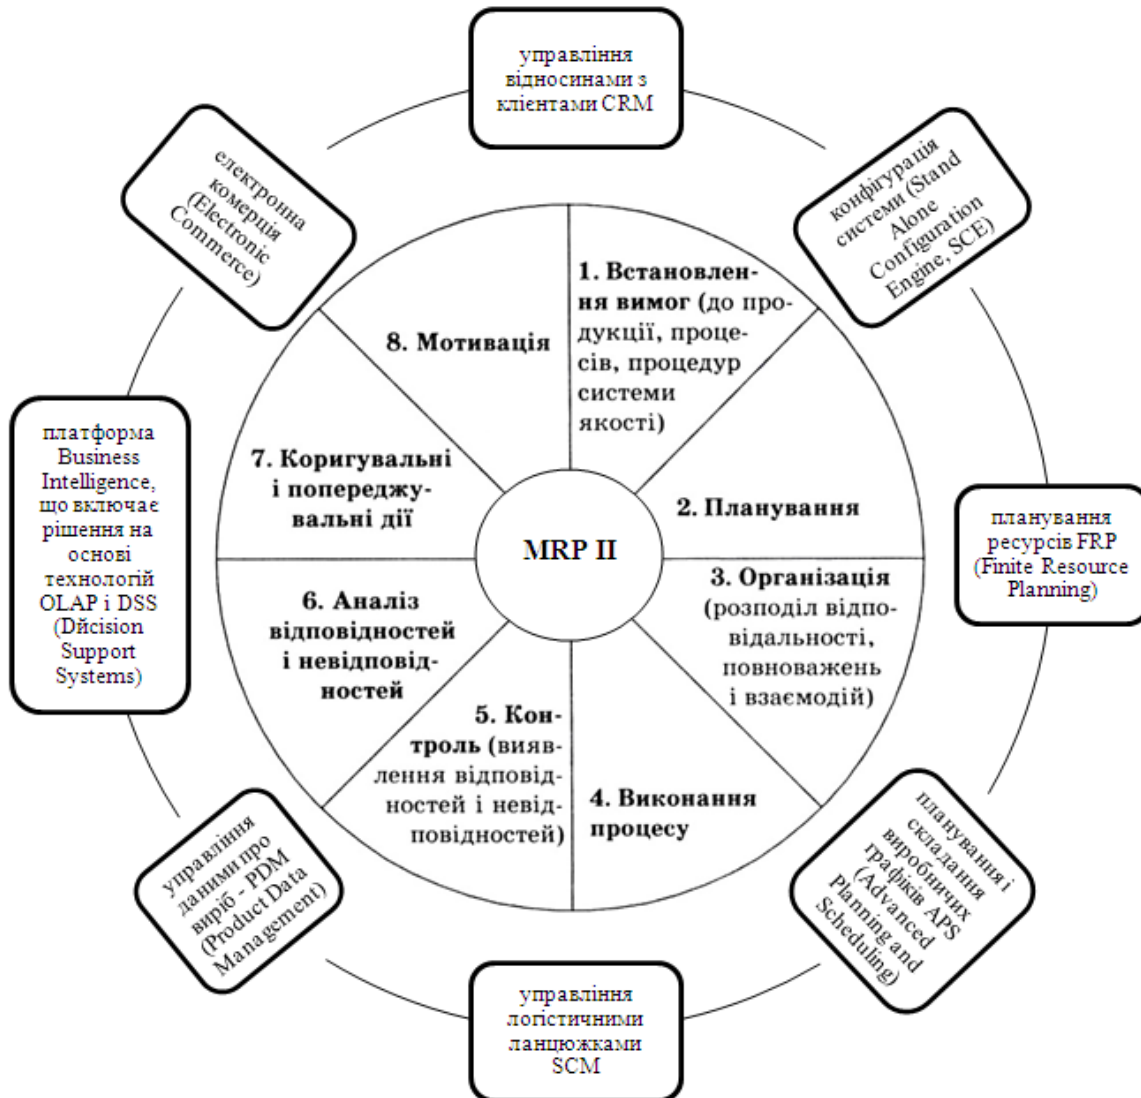 управління
відносинами з
клієнтами CRM
конфігурація
системи (Stand
Alone
Configuration
Engine, SCE)
планування
ресурсів FRP
(Finite Resource
Planning)
планування і
складання
виробничих
графіків APS
(Advanced
Planning and
Scheduling)
управління
логістичними
ланцюжками
SCM
управління
даними про
виріб - PDM
(Product Data
Management)
платформа
Business
Intelligence,
що включає
рішення на
основі
технологій
OLAP і DSS
(Dйcision
Support
Systems)
електронна
комерція
(Electronic
Commerce)
1. Встановлен-
ня вимог (до про-
дукції, проце-
сів, процедур
системи
якості)
2. Планування
3. Організація
(розподіл відпо-
відальності,
повноважень
і взаємодій)
4. Виконання
процесу
5. Кон-
троль (вияв-
лення відповід-
ностей і невід-
повідностей)
6. Аналіз
відповідностей
і невідповід-
ностей
7. Коригувальні
і попереджу-
вальні дії
8. Мотивація
MRP II